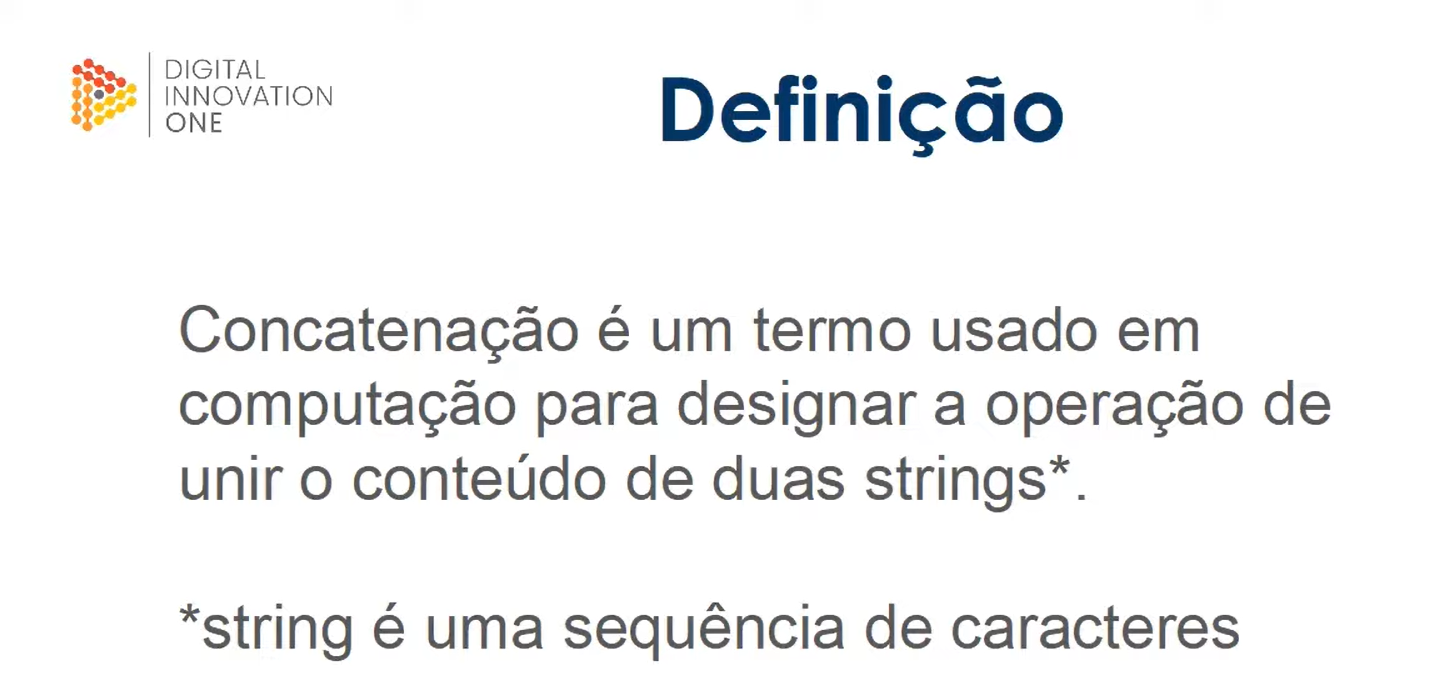 DIGITAL
INNOVATION
ONE
Definição
Concatenação é um termo usado em
computação para designar a operação de
unir o conteúdo de duas strings*.
*string é uma sequência de caracteres